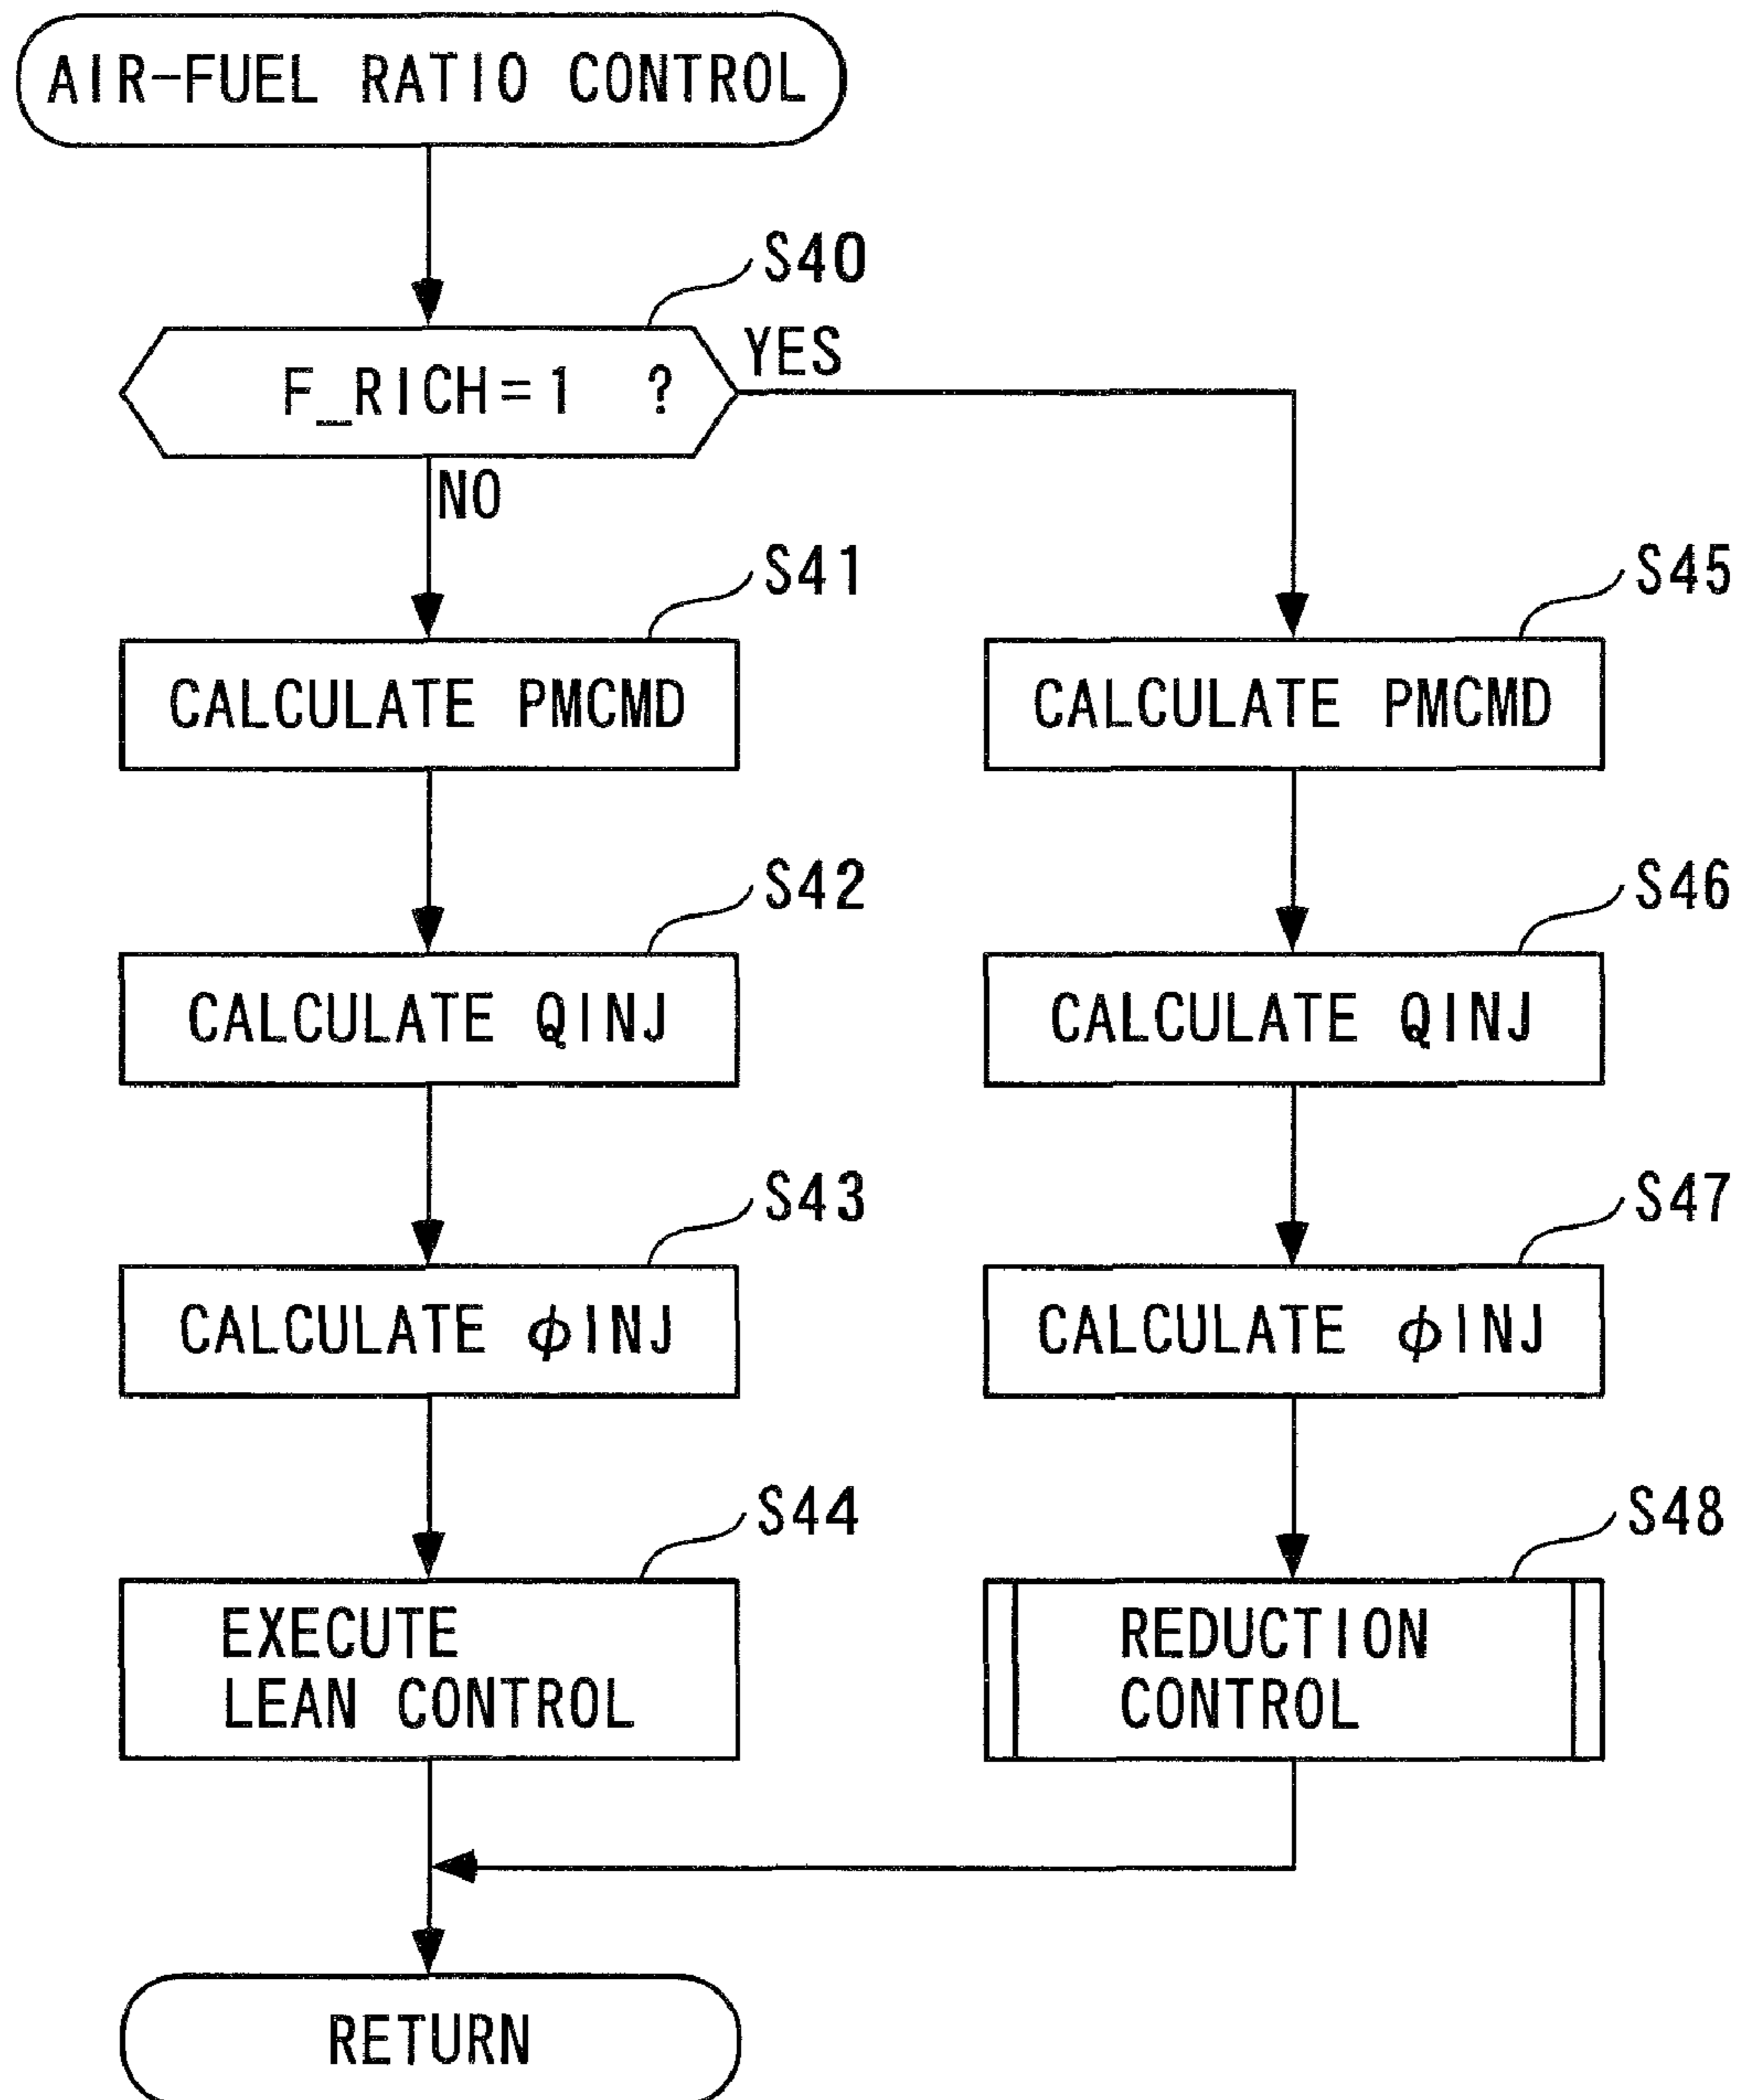 AIR-FUEL RATIO CONTROL
S40
F_RICH=1 ?
YES
NO
S41
CALCULATE PMCMD
S42
CALCULATE QINJ
S43
CALCULATE φINJ
S44
EXECUTE
LEAN CONTROL
S45
CALCULATE PMCMD
S46
CALCULATE QINJ
S47
CALCULATE φINJ
S48
REDUCTION
CONTROL
RETURN